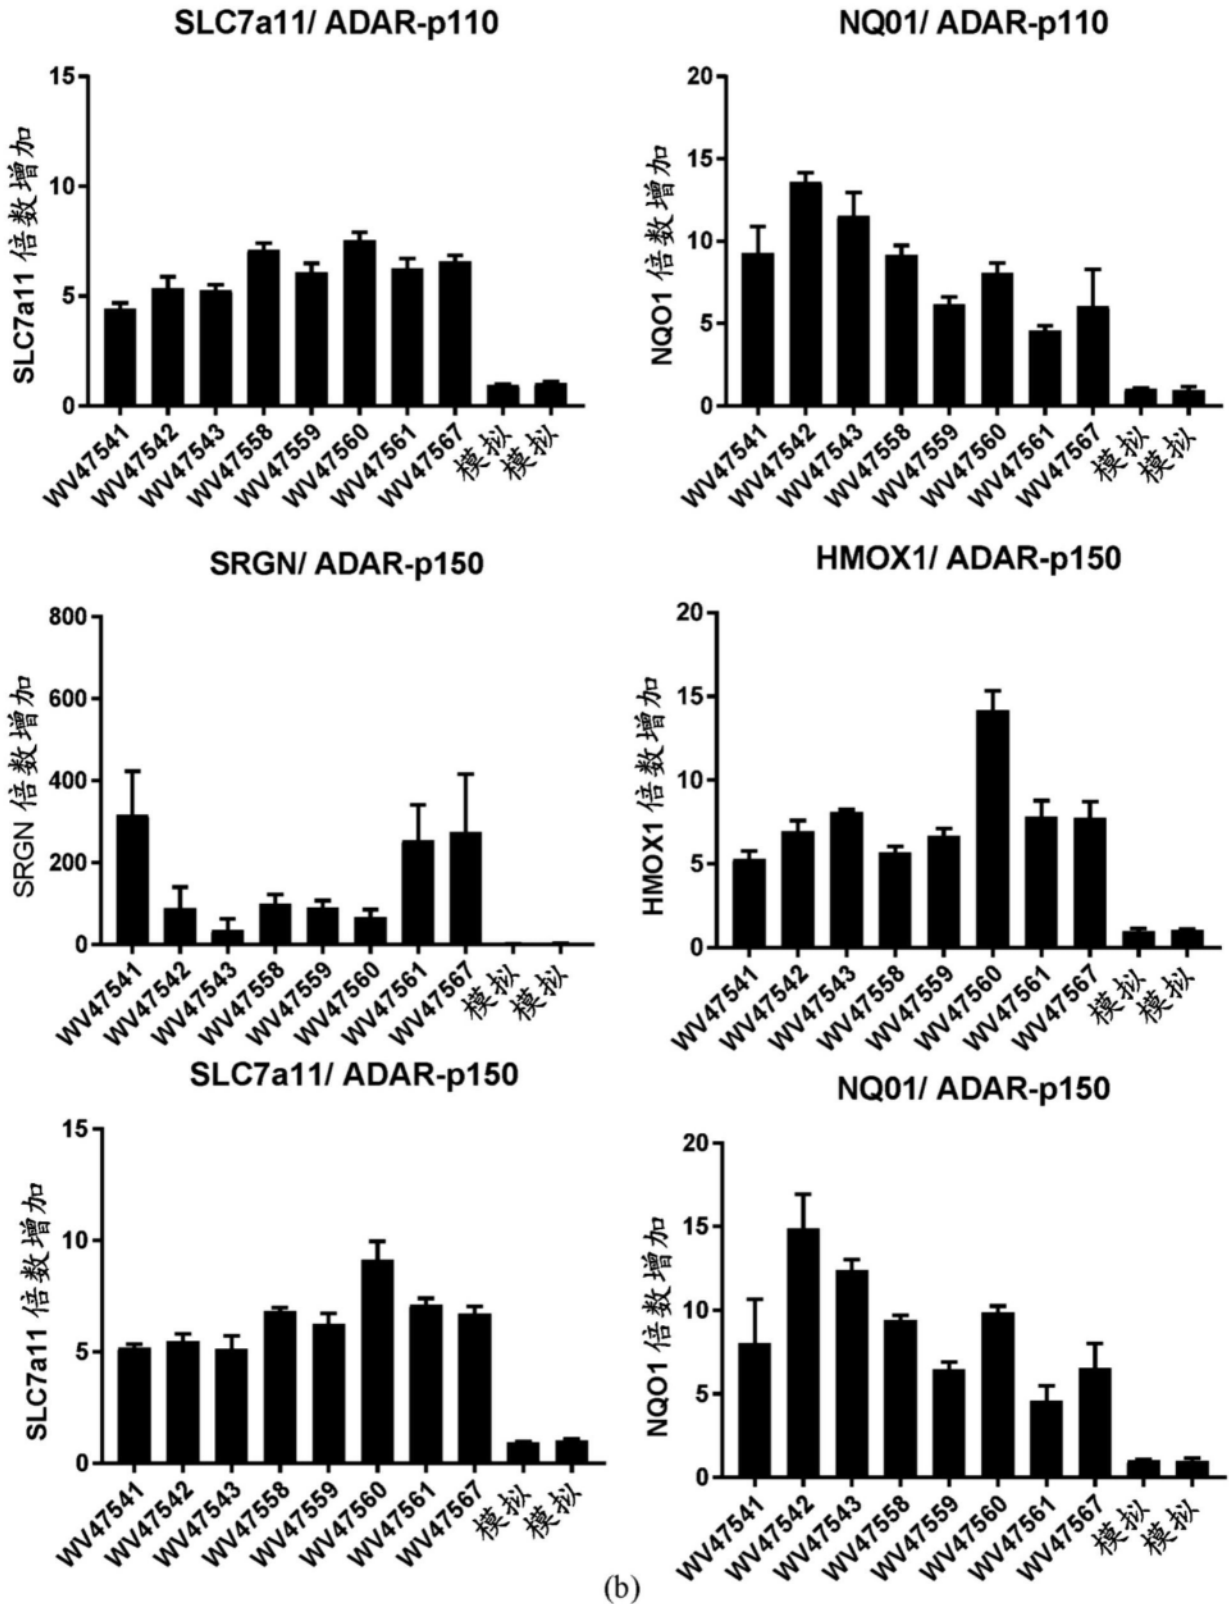 SLC7a11/ ADAR-p110
SLC7a11 倍数增加
15
10
5
0
WV47541
WV47542
WV47543
WV47558
WV47559
WV47560
WV47561
WV47567
模拟
模拟
NQ01/ ADAR-p110
NQO1 倍数增加
20
15
10
5
0
WV47541
WV47542
WV47543
WV47558
WV47559
WV47560
WV47561
WV47567
模拟
模拟
SRGN/ ADAR-p150
SRGN 倍数增加
800
600
400
200
0
WV47541
WV47542
WV47543
WV47558
WV47559
WV47560
WV47561
WV47567
模拟
模拟
HMOX1/ ADAR-p150
HMOX1 倍数增加
20
15
10
5
0
WV47541
WV47542
WV47543
WV47558
WV47559
WV47560
WV47561
WV47567
模拟
模拟
SLC7a11/ ADAR-p150
SLC7a11 倍数增加
15
10
5
0
WV47541
WV47542
WV47543
WV47558
WV47559
WV47560
WV47561
WV47567
模拟
模拟
NQ01/ ADAR-p150
NQO1 倍数增加
20
15
10
5
0
WV47541
WV47542
WV47543
WV47558
WV47559
WV47560
WV47561
WV47567
模拟
模拟
(b)